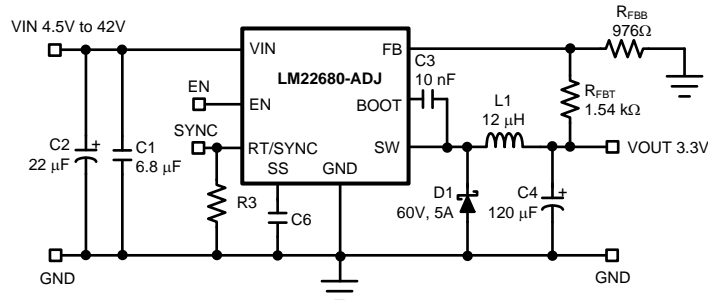 VIN 4.5V to 42V
VIN
FB
RFBB
976Ω
LM22680-ADJ
C3
10 nF
EN
EN
BOOT
RFBT
1.54 kΩ
L1
12 μH
SYNC
RT/SYNC
SW
VOUT 3.3V
C2
22 μF
+
C1
6.8 μF
SS
GND
R3
C6
D1
60V, 5A
C4
120 μF
+
GND
GND